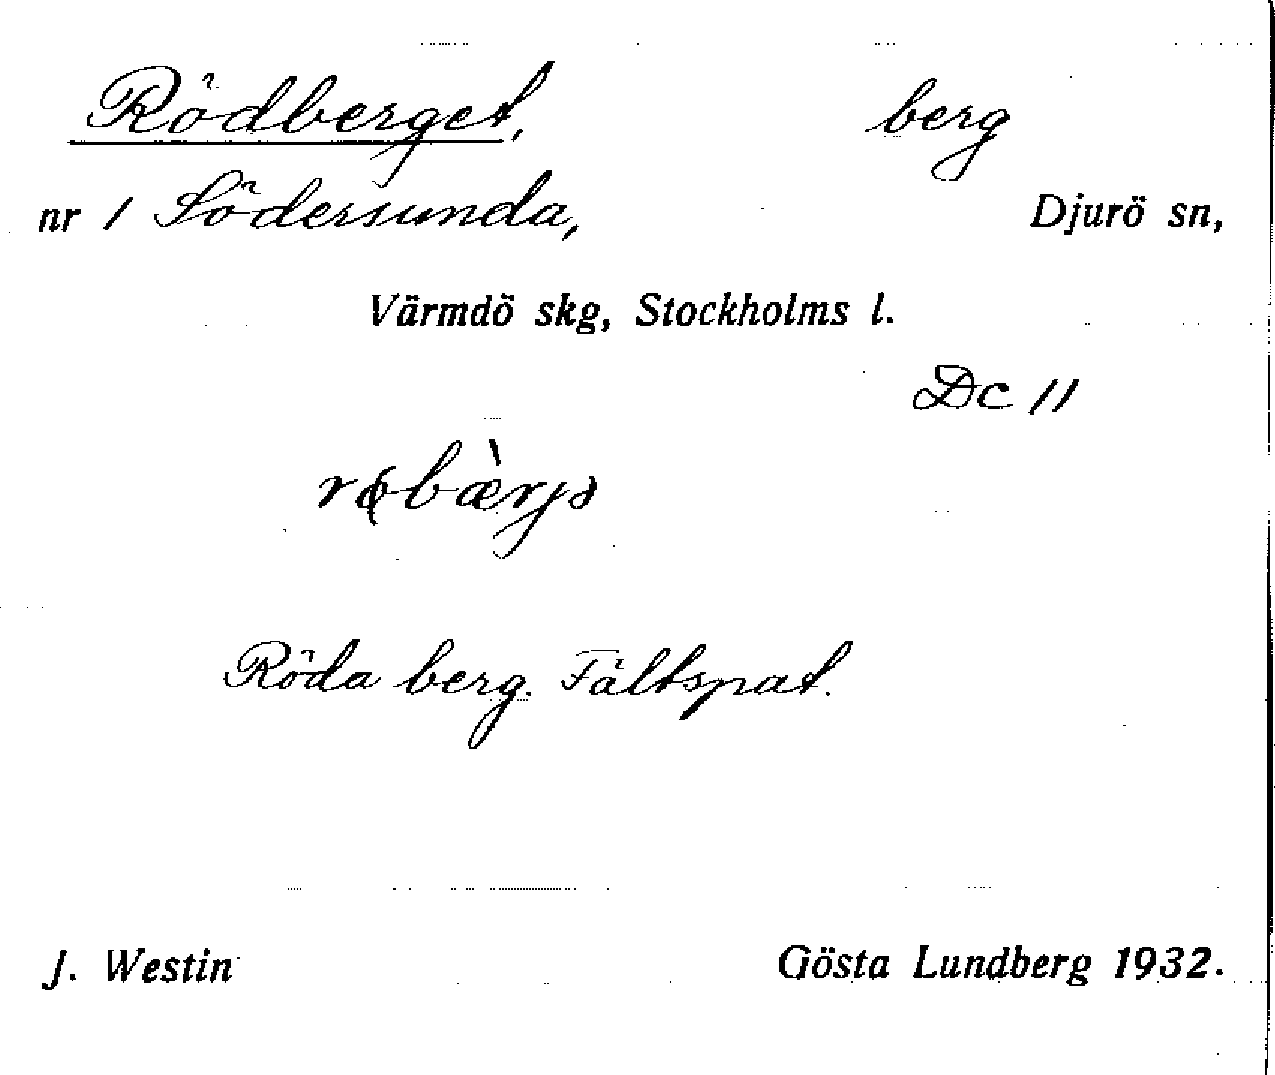 Rödberget, berg
nr 1 Södersunda, Djurö sn,
Värmdö skg, Stockholms l.
Dc 11
Röda berg. Fältspat.
J. Westin Gösta Lundberg 1932.